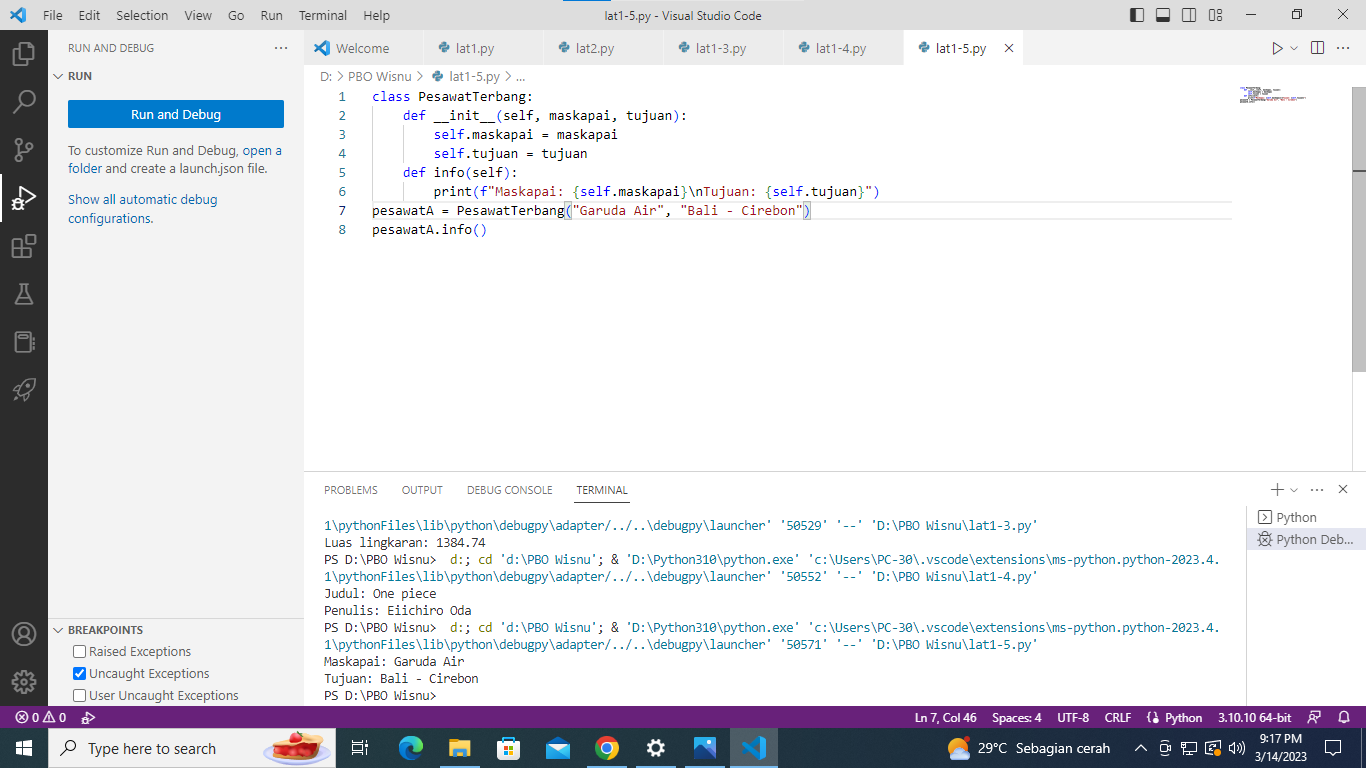 File Edit Selection View Go Run Terminal Help lat1-5.py - Visual Studio Code
RUN AND DEBUG
Welcome lat1.py lat2.py lat1-3.py lat1-4.py lat1-5.py
RUN
Run and Debug
To customize Run and Debug, open a
folder and create a launch.json file.
Show all automatic debug
configurations.
D: > PBO Wisnu > lat1-5.py > ...
1 class PesawatTerbang:
2 def __init__(self, maskapai, tujuan):
3 self.maskapai = maskapai
4 self.tujuan = tujuan
5 def info(self):
6 print(f"Maskapai: {self.maskapai}\nTujuan: {self.tujuan}")
7 pesawatA = PesawatTerbang("Garuda Air", "Bali - Cirebon")
8 pesawatA.info()
PROBLEMS OUTPUT DEBUG CONSOLE TERMINAL
1\pythonFiles\lib\python\debugpy\adapter/../..\debugpy\launcher' '50529' '--' 'D:\PBO Wisnu\lat1-3.py'
Luas lingkaran: 1384.74
PS D:\PBO Wisnu> d:; cd 'd:\PBO Wisnu'; & 'D:\Python310\python.exe' 'c:\Users\PC-30\.vscode\extensions\ms-python.python-2023.4.
1\pythonFiles\lib\python\debugpy\adapter/../..\debugpy\launcher' '50552' '--' 'D:\PBO Wisnu\lat1-4.py'
Judul: One piece
Penulis: Eiichiro Oda
PS D:\PBO Wisnu> d:; cd 'd:\PBO Wisnu'; & 'D:\Python310\python.exe' 'c:\Users\PC-30\.vscode\extensions\ms-python.python-2023.4.
1\pythonFiles\lib\python\debugpy\adapter/../..\debugpy\launcher' '50571' '--' 'D:\PBO Wisnu\lat1-5.py'
Maskapai: Garuda Air
Tujuan: Bali - Cirebon
PS D:\PBO Wisnu>
Python
Python Deb...
BREAKPOINTS
Raised Exceptions
Uncaught Exceptions
User Uncaught Exceptions
0 0 Ln 7, Col 46 Spaces: 4 UTF-8 CRLF Python 3.10.10 64-bit
Type here to search 29°C Sebagian cerah 9:17 PM
3/14/2023